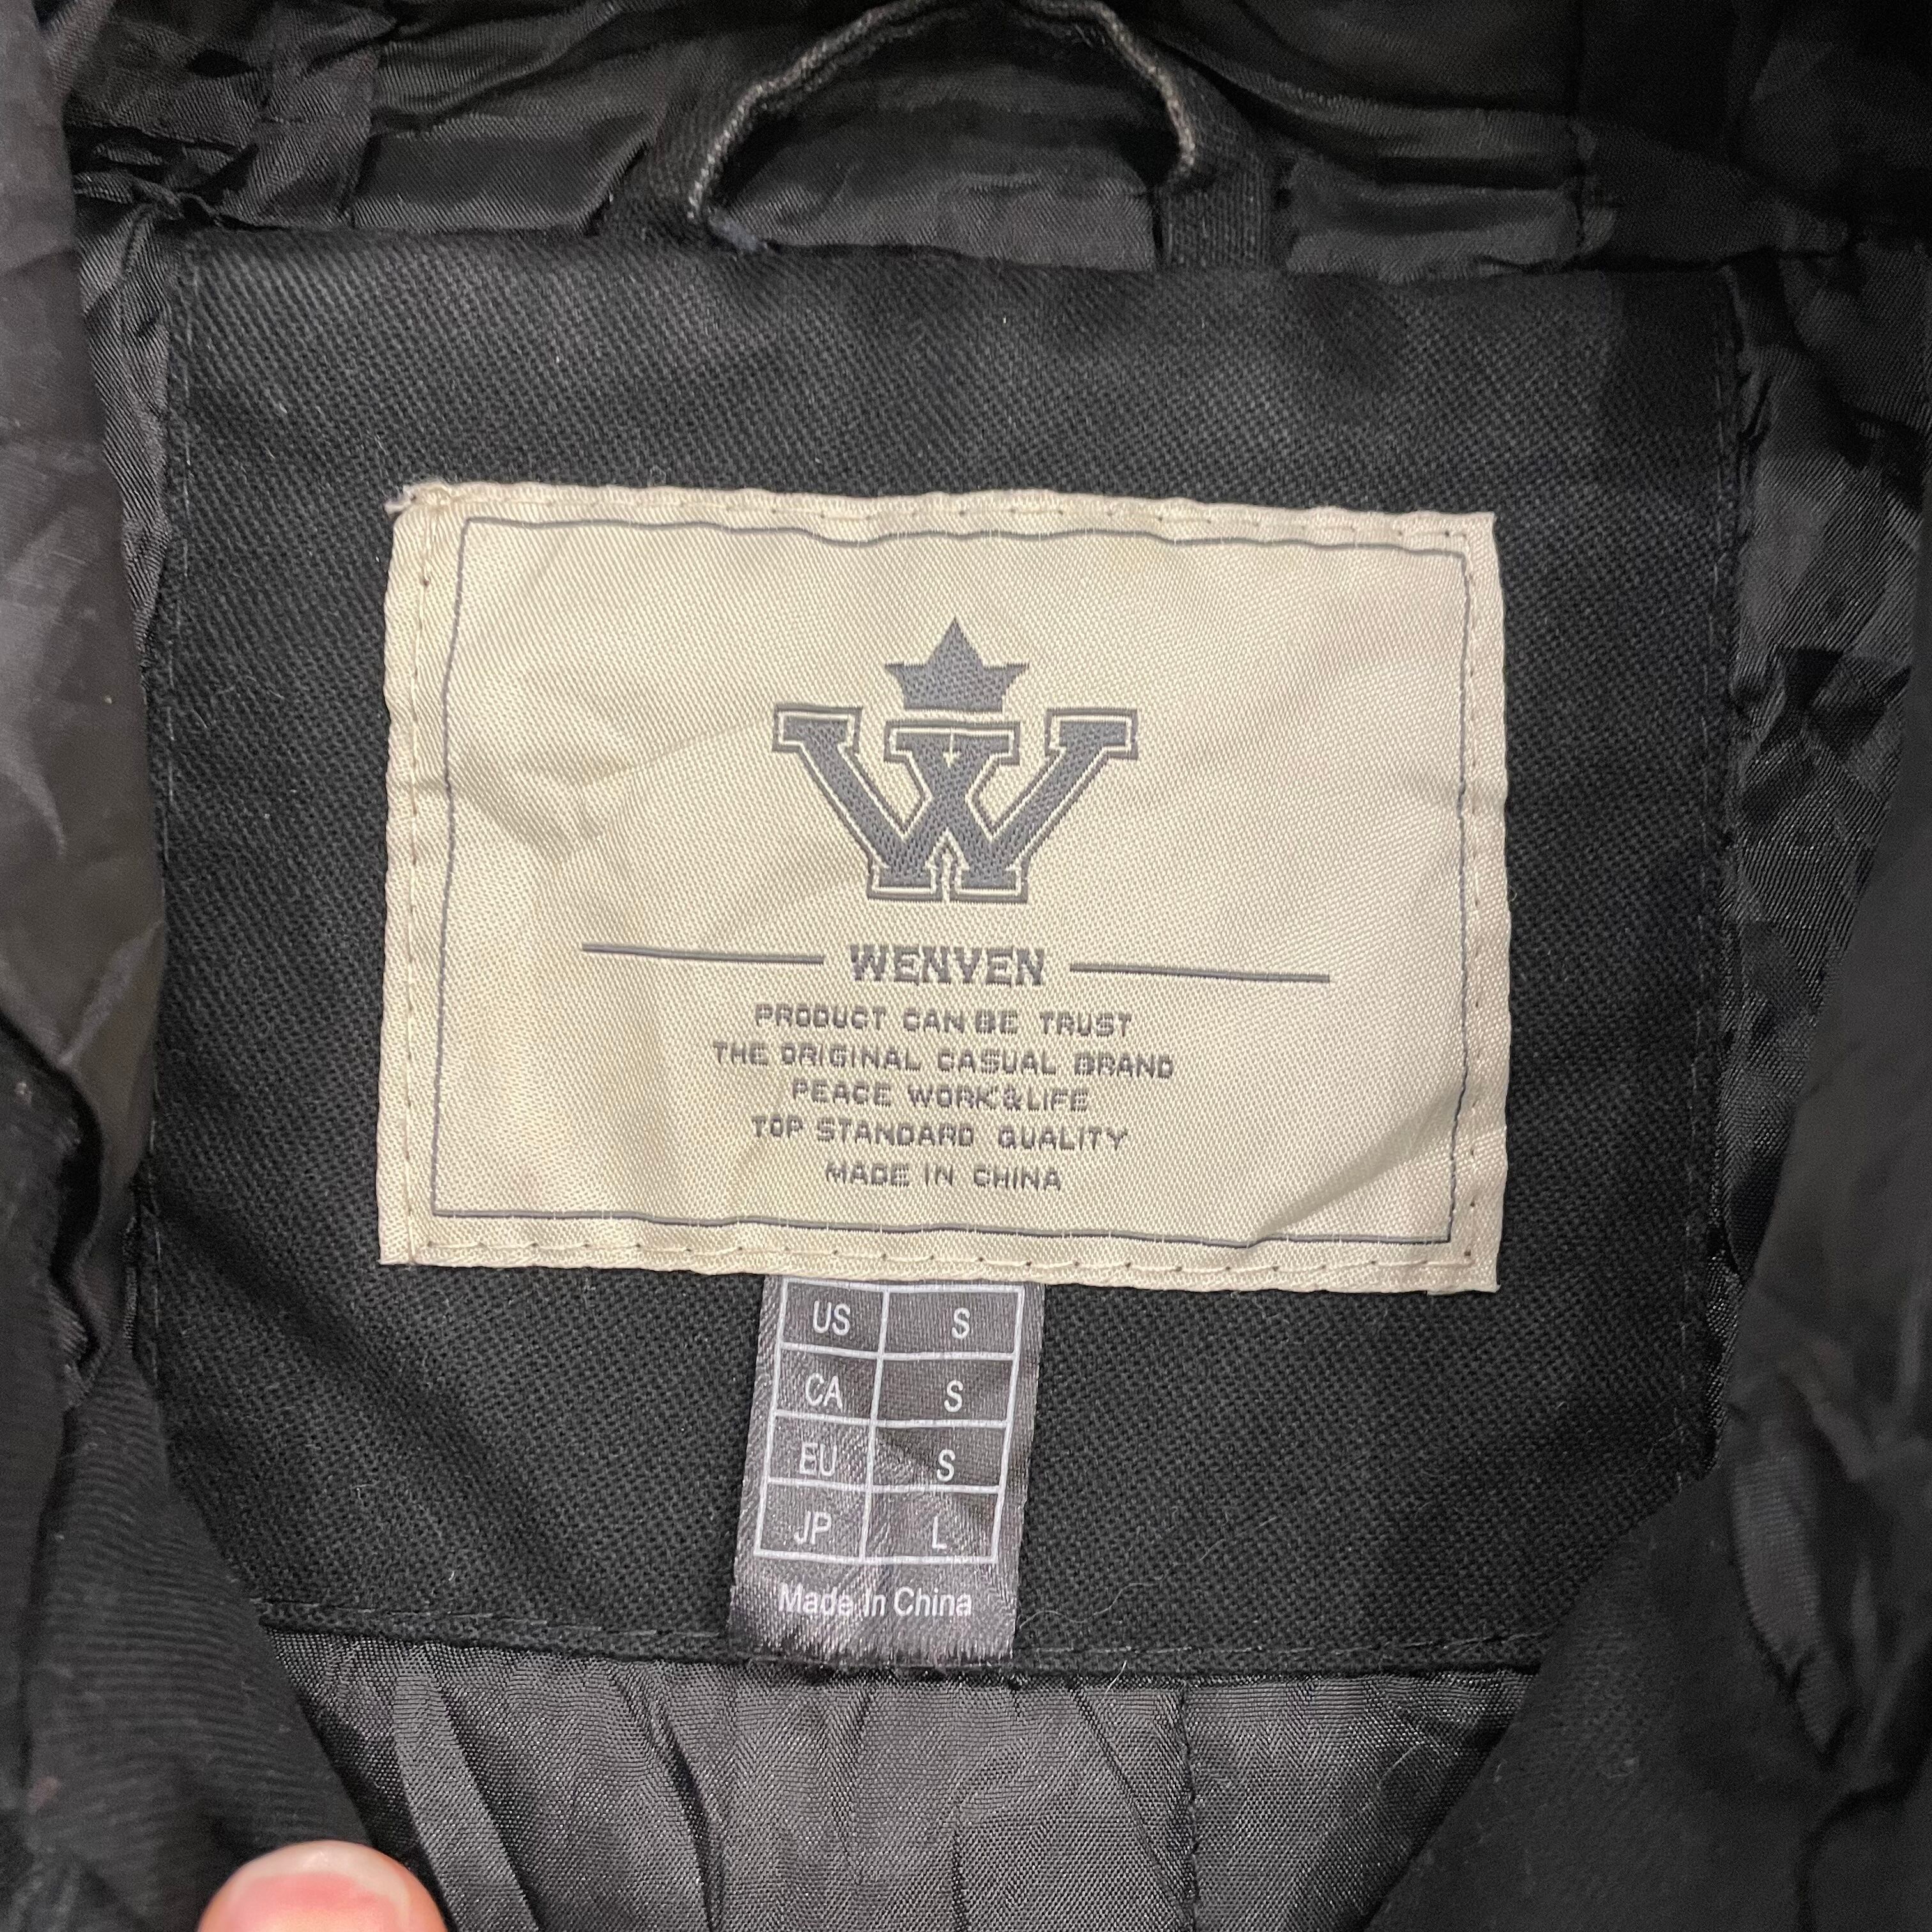 W
WENVEN
PRODUCT CAN BE TRUST
THE ORIGINAL CASUAL BRAND
PEACE WORK&LIFE
TOP STANDARD QUALITY
MADE IN CHINA
US S
CA S
EU S
JP L
Made In China